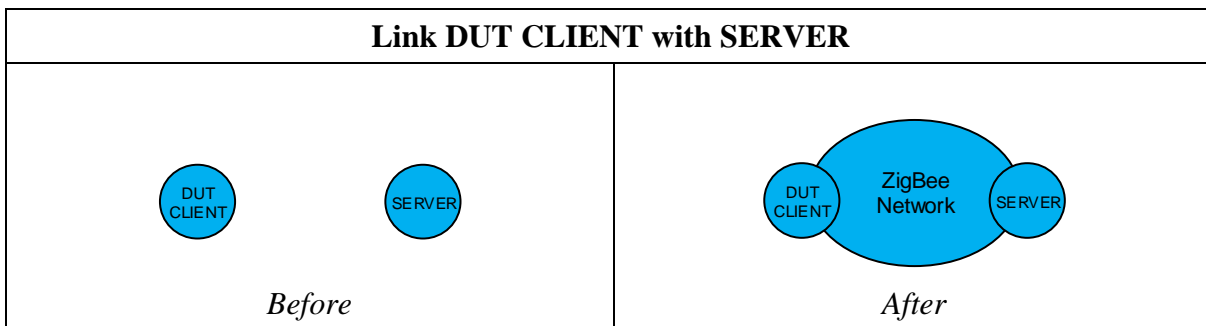 Link DUT CLIENT with SERVER
DUT
CLIENT
SERVER
Before
DUT
CLIENT
ZigBee
Network
SERVER
After